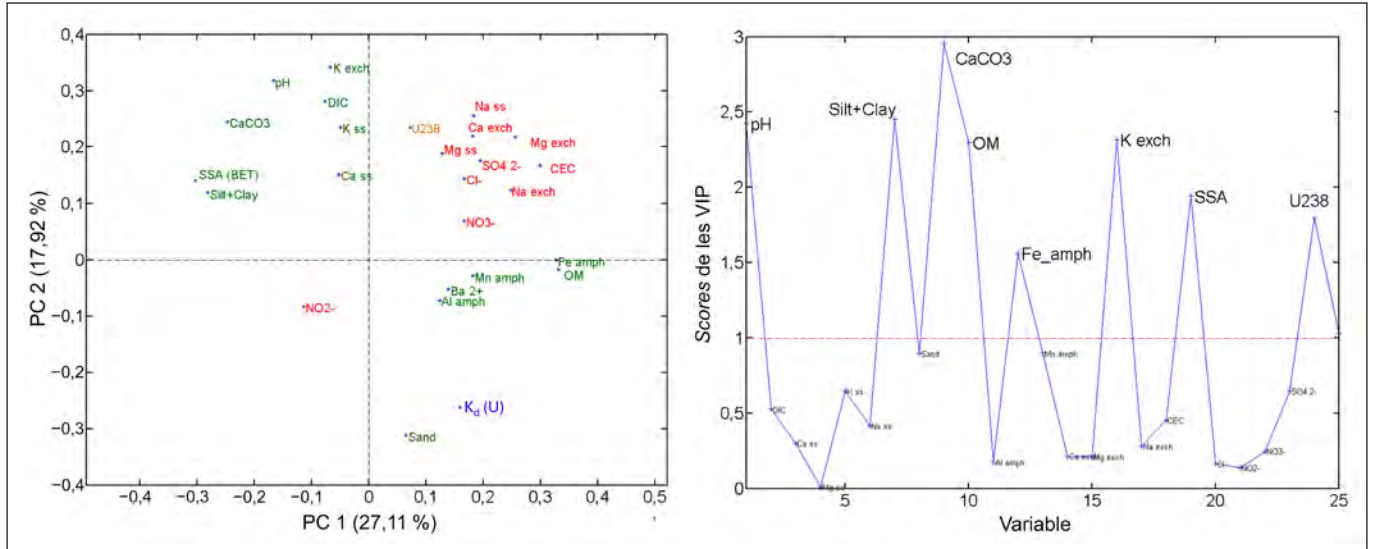 0,4
0,3
0,2
0,1
0
−0,1
−0,2
−0,3
0,4
PC 2 (17,92 %)
K exch
pH
DIC
CaCO3
K ss
U238
Na ss
Ca exch
Mg exch
Mg ss
SO4 2-
CEC
Ca ss
Cl-
SSA (BET)
Silt+Clay
Na exch
NO3-
Fe amph
OM
Mn amph
Ba 2+
Al amph
NO2-
Kd (U)
Sand
−0,4 −0,3 −0,2 −0,1 0 0,1 0,2 0,3 0,4 0,5
PC 1 (27,11 %)
3
2,5
2
1,5
1
0,5
0
Scores de les VIP
pH
DIC
Ca ss
Mg ss
K ss
Na ss
Silt+Clay
Sand
CaCO3
OM
Al amph
Fe_amph
Mn amph
Mg exch
K exch
Na exch
CEC
SSA
Cl-
NO2-
NO3-
SO4 2-
U238
5 10 15 20 25
Variable